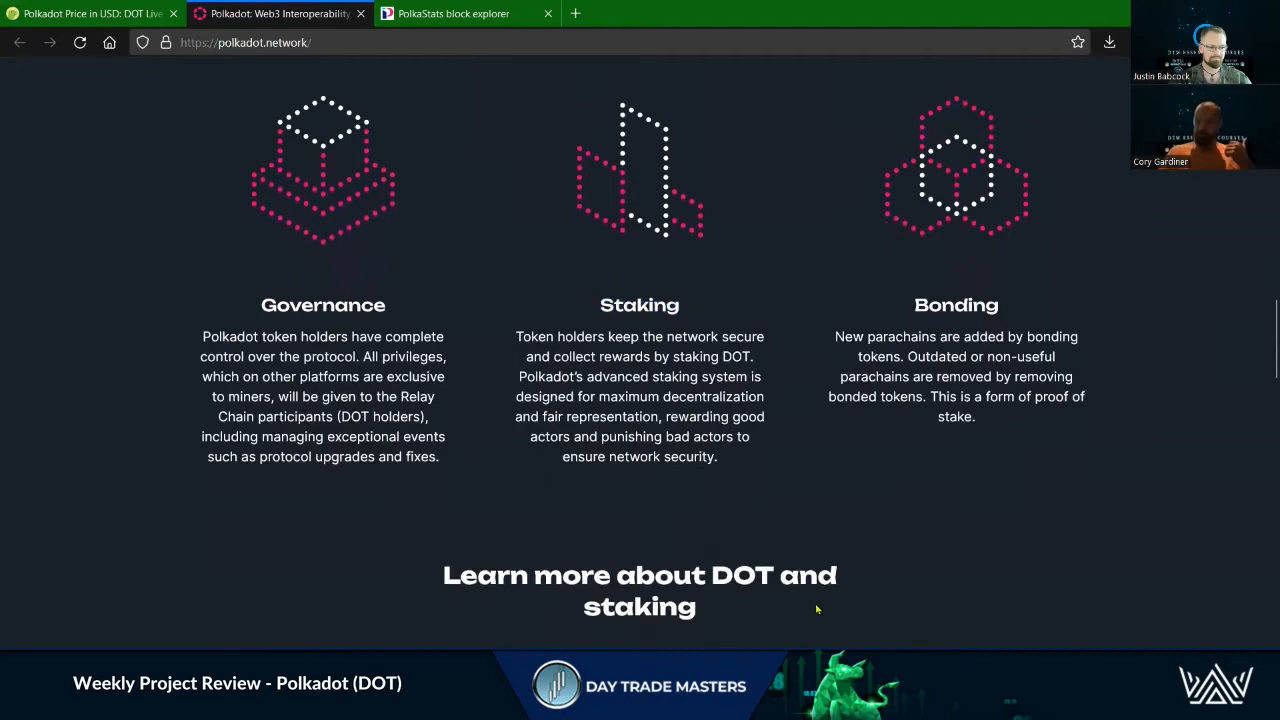 Polkadot Price in USD: DOT Live
Polkadot: Web3 Interoperability
PolkaStats block explorer
https://polkadot.network/
Justin Babcock
Cory Gardiner
Governance
Polkadot token holders have complete
control over the protocol. All privileges,
which on other platforms are exclusive
to miners, will be given to the Relay
Chain participants (DOT holders),
including managing exceptional events
such as protocol upgrades and fixes.
Staking
Token holders keep the network secure
and collect rewards by staking DOT.
Polkadot's advanced staking system is
designed for maximum decentralization
and fair representation, rewarding good
actors and punishing bad actors to
ensure network security.
Bonding
New parachains are added by bonding
tokens. Outdated or non-useful
parachains are removed by removing
bonded tokens. This is a form of proof of
stake.
Learn more about DOT and
staking
Weekly Project Review - Polkadot (DOT)
DAY TRADE MASTERS